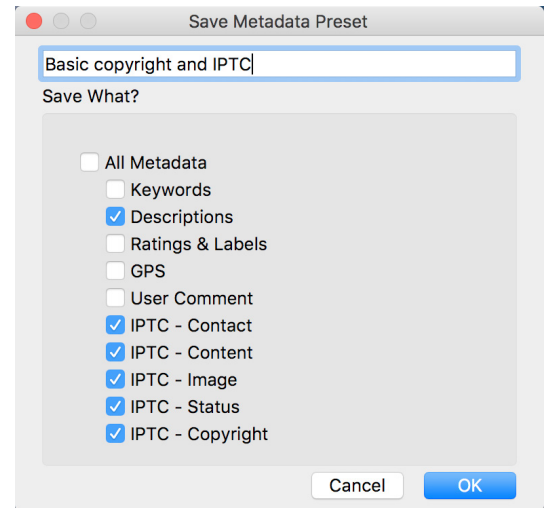 Save Metadata Preset
Basic copyright and IPTC
Save What?
All Metadata
Keywords
Descriptions
Ratings & Labels
GPS
User Comment
IPTC - Contact
IPTC - Content
IPTC - Image
IPTC - Status
IPTC - Copyright
Cancel OK